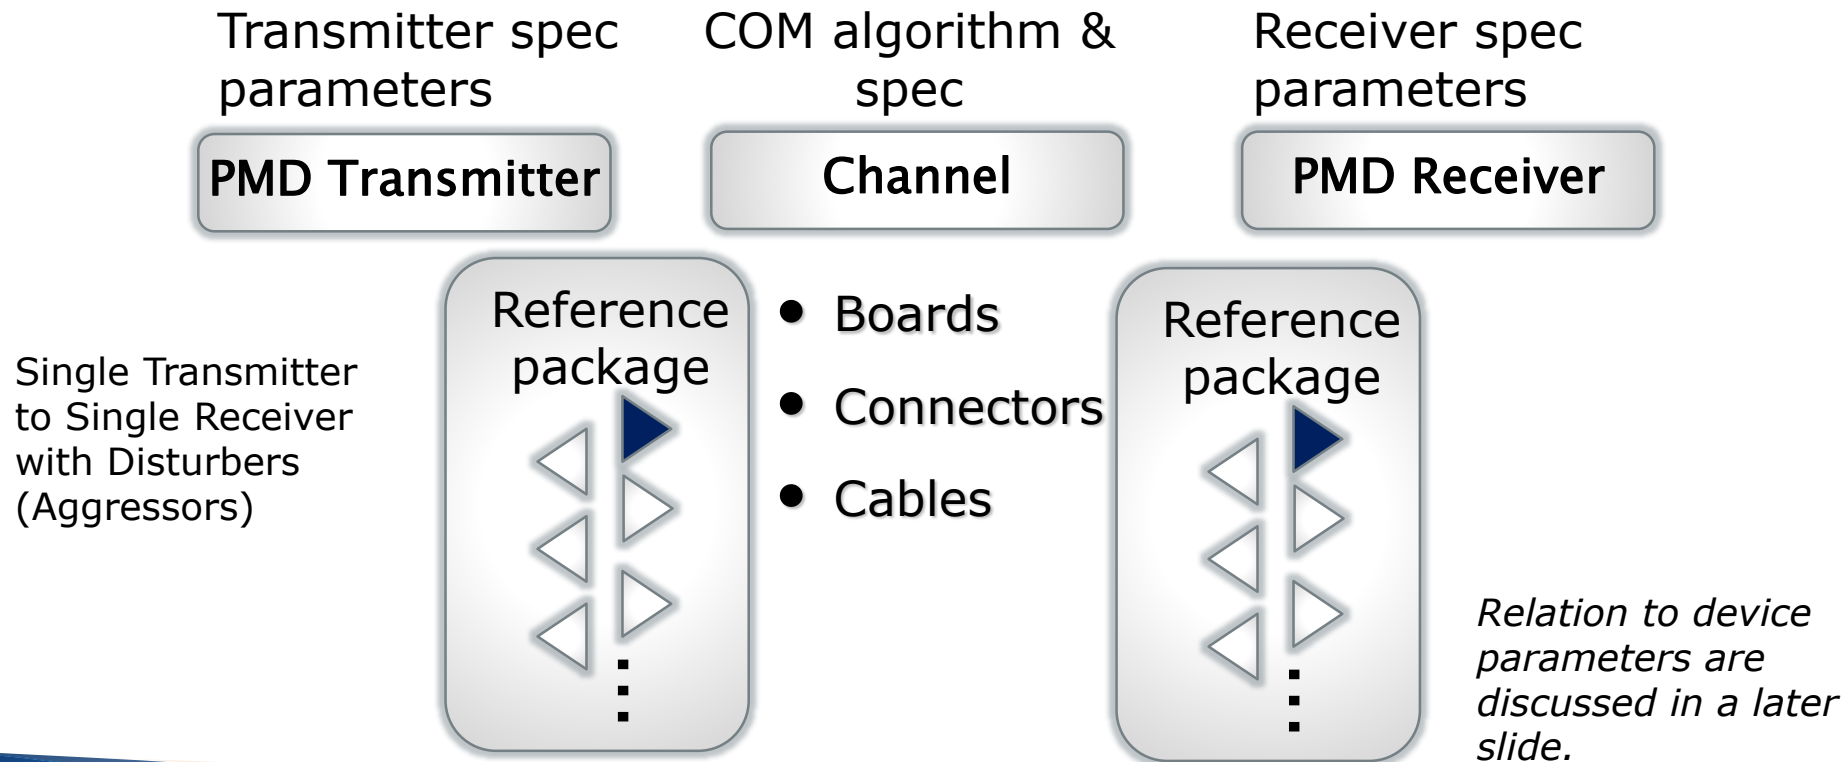 Transmitter spec
parameters
COM algorithm &
spec
Receiver spec
parameters
PMD Transmitter
Channel
PMD Receiver
Single Transmitter
to Single Receiver
with Disturbers
(Aggressors)
Reference
package
• Boards
• Connectors
• Cables
Reference
package
Relation to device
parameters are
discussed in a later
slide.